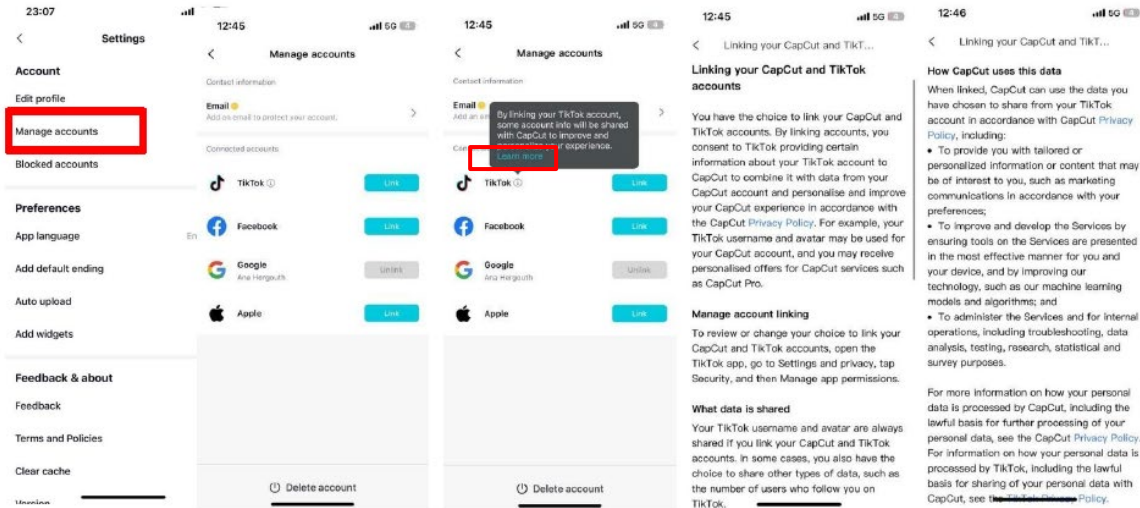 23:07
Settings
Account
Edit profile
Manage accounts
Blocked accounts
Preferences
App language
En
Add default ending
Auto upload
Add widgets
Feedback & about
Feedback
Terms and Policies
Clear cache
Version
12:45
5G 4
Manage accounts
Contact information
Email
Add an email to protect your account.
Connected accounts
TikTok
Link
Facebook
Link
Google
Ana Hergouth
Unlink
Apple
Link
Delete account
12:45
5G 4
Manage accounts
Contact information
Email
Add an em
By linking your TikTok account,
some account info will be shared
with CapCut to improve and
personalize your experience.
Learn more
TikTok
Link
Facebook
Link
Google
Ana Hergouth
Unlink
Apple
Link
Delete account
12:45
5G 4
Linking your CapCut and TikT...
Linking your CapCut and TikTok
accounts
You have the choice to link your CapCut and
TikTok accounts. By linking accounts, you
consent to TikTok providing certain
information about your TikTok account to
CapCut to combine it with data from your
CapCut account and personalise and improve
your CapCut experience in accordance with
the CapCut Privacy Policy. For example, your
TikTok username and avatar may be used for
your CapCut account, and you may receive
personalised offers for CapCut services such
as CapCut Pro.
Manage account linking
To review or change your choice to link your
CapCut and TikTok accounts, open the
TikTok app, go to Settings and privacy, tap
Security, and then Manage app permissions.
What data is shared
Your TikTok username and avatar are always
shared if you link your CapCut and TikTok
accounts. In some cases, you also have the
choice to share other types of data, such as
the number of users who follow you on
TikTok.
12:46
5G 4
Linking your CapCut and TikT...
How CapCut uses this data
When linked, CapCut can use the data you
have chosen to share from your TikTok
account in accordance with CapCut Privacy
Policy, including:
• To provide you with tailored or
personalized information or content that may
be of interest to you, such as marketing
communications in accordance with your
preferences;
• To improve and develop the Services by
ensuring tools on the Services are presented
in the most effective manner for you and
your device, and by improving our
technology, such as our machine learning
models and algorithms; and
• To administer the Services and for internal
operations, including troubleshooting, data
analysis, testing, research, statistical and
survey purposes.
For more information on how your personal
data is processed by CapCut, including the
lawful basis for further processing of your
personal data, see the CapCut Privacy Policy.
For information on how your personal data is
processed by TikTok, including the lawful
basis for sharing of your personal data with
CapCut, see the TikTok Privacy Policy.